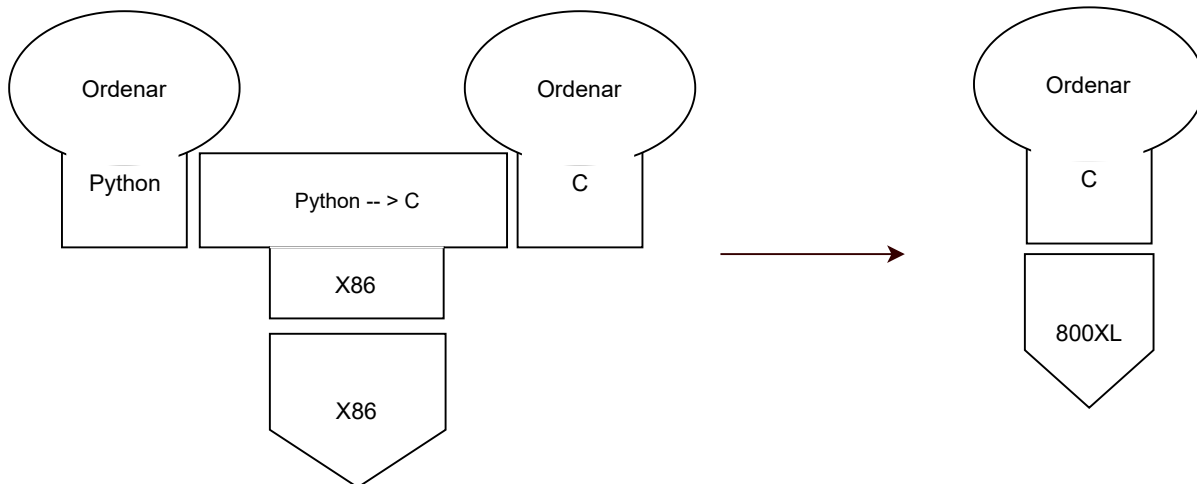 Ordenar
Python
Python -- > C
Ordenar
C
X86
X86
Ordenar
C
800XL